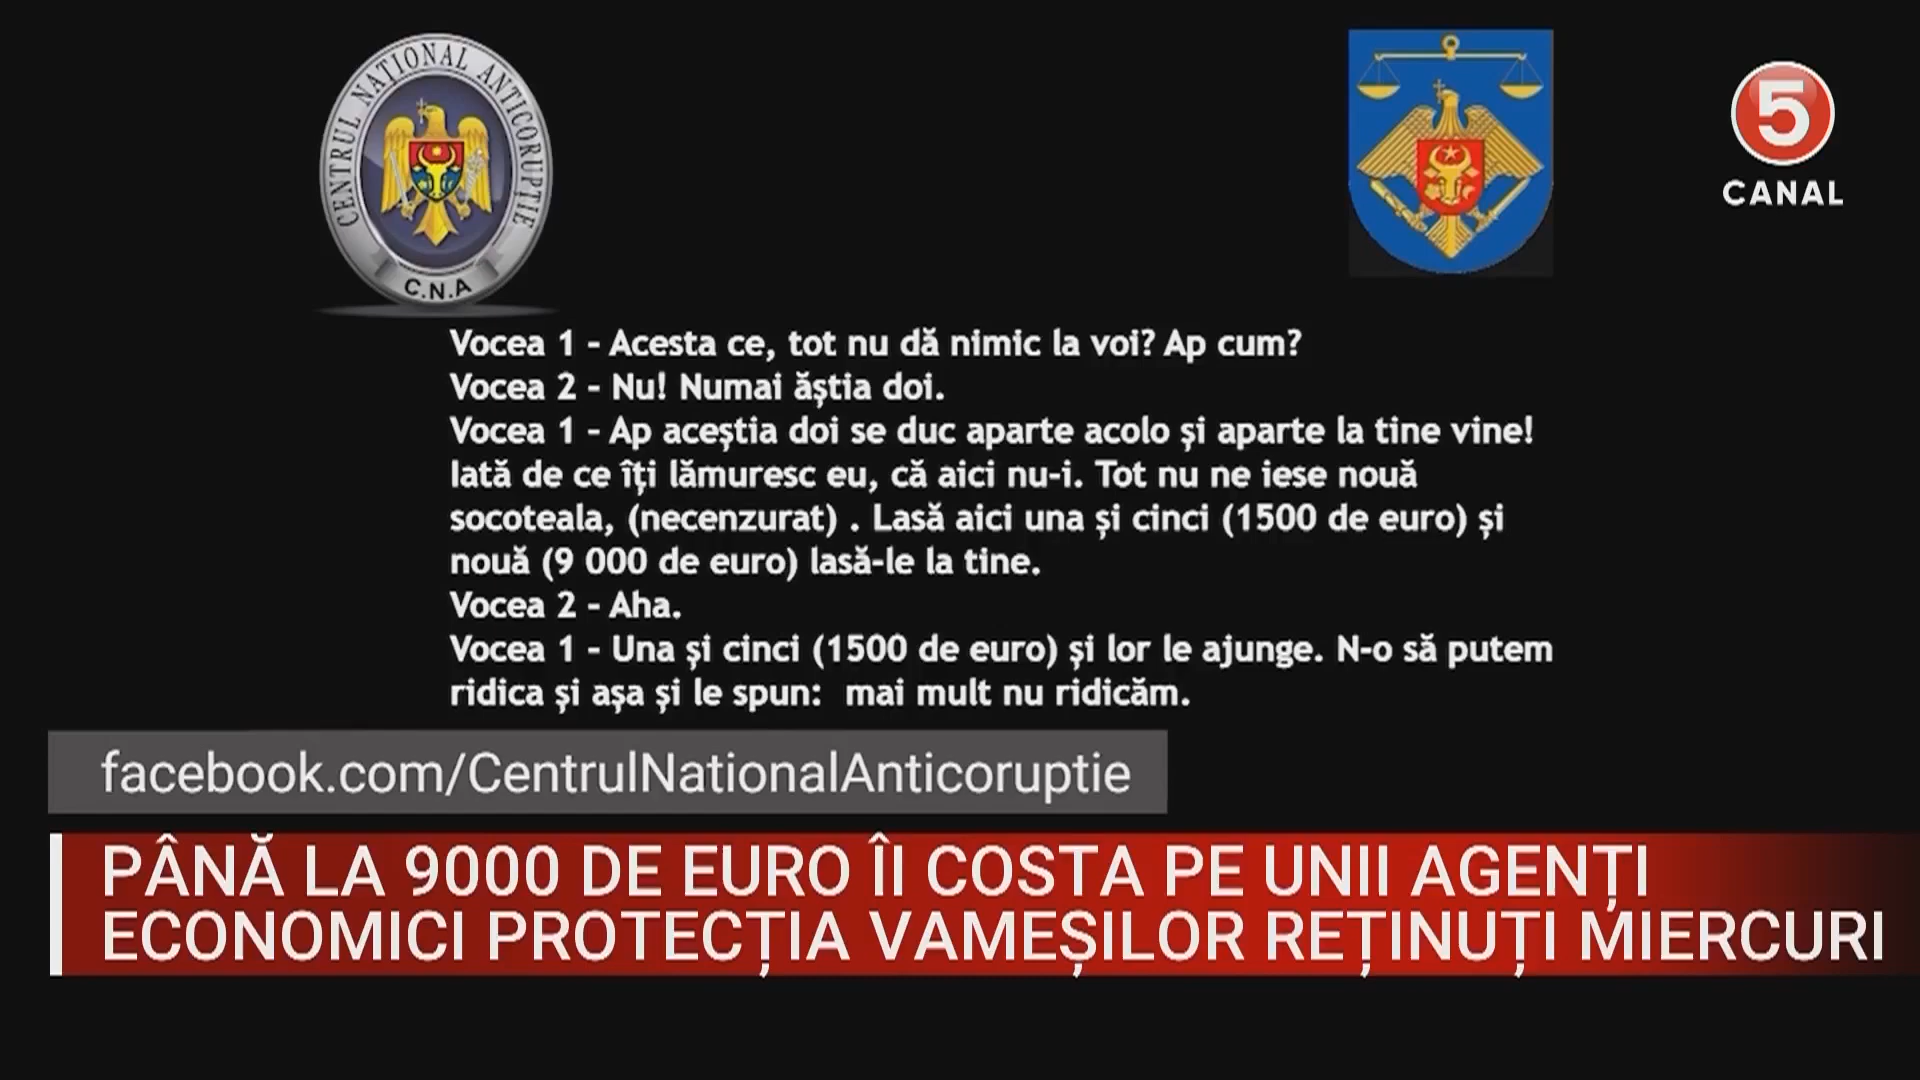 CENTRUL NAȚIONAL ANTICORUPȚIE
C.N.A
5
CANAL
Vocea 1 - Acesta ce, tot nu dă nimic la voi? Ap cum?
Vocea 2 - Nu! Numai ăștia doi.
Vocea 1 - Ap aceștia doi se duc aparte acolo și aparte la tine vine!
Iată de ce îți lămuresc eu, că aici nu-i. Tot nu ne iese nouă
socoteala, (necenzurat) . Lasă aici una și cinci (1500 de euro) și
nouă (9 000 de euro) lasă-le la tine.
Vocea 2 - Aha.
Vocea 1 - Una și cinci (1500 de euro) și lor le ajunge. N-o să putem
ridica și așa și le spun: mai mult nu ridicăm.
facebook.com/CentrulNationalAnticoruptie
PÂNĂ LA 9000 DE EURO ÎI COSTA PE UNII AGENȚI
ECONOMICI PROTECȚIA VAMEȘILOR REȚINUȚI MIERCURI